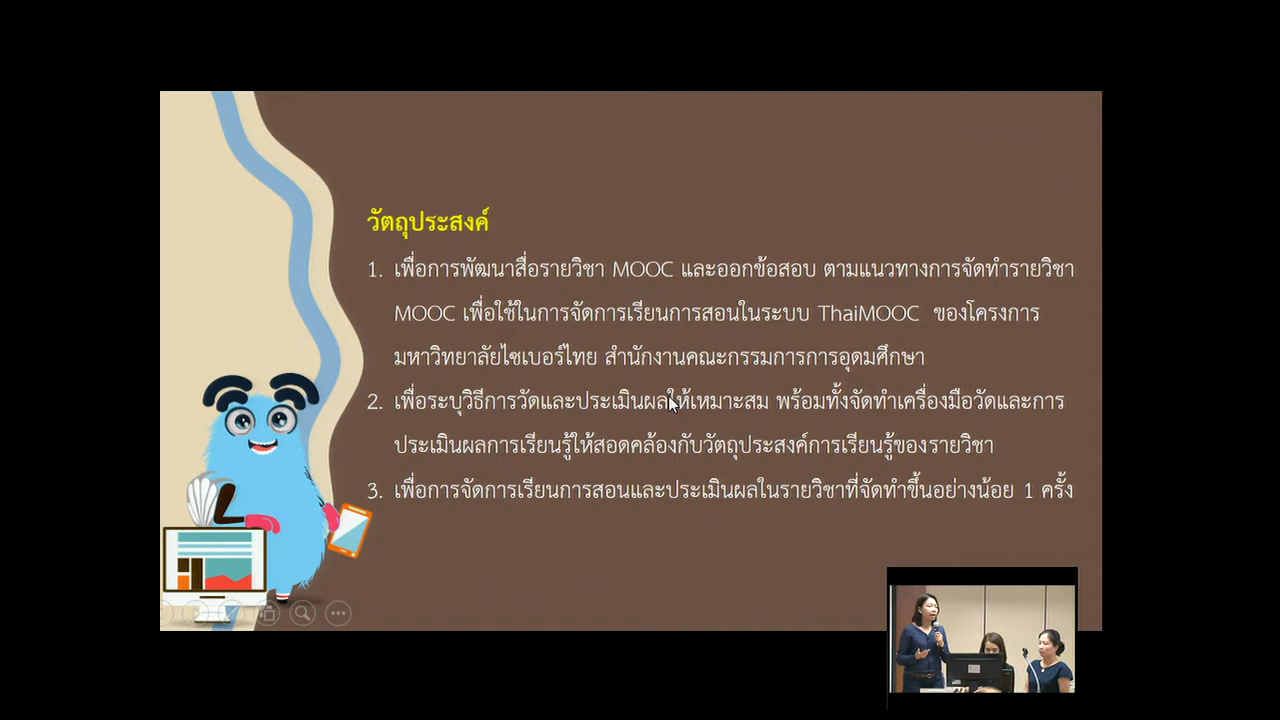 วัตถุประสงค์
1. เพื่อการพัฒนาสื่อรายวิชา MOOC และออกข้อสอบ ตามแนวทางการจัดทำรายวิชา
MOOC เพื่อใช้ในการจัดการเรียนการสอนในระบบ ThaiMOOC ของโครงการ
มหาวิทยาลัยไซเบอร์ไทย สำนักงานคณะกรรมการการอุดมศึกษา
2. เพื่อระบุวิธีการวัดและประเมินผลให้เหมาะสม พร้อมทั้งจัดทำเครื่องมือวัดและการ
ประเมินผลการเรียนรู้ให้สอดคล้องกับวัตถุประสงค์การเรียนรู้ของรายวิชา
3. เพื่อการจัดการเรียนการสอนและประเมินผลในรายวิชาที่จัดทำขึ้นอย่างน้อย 1 ครั้ง